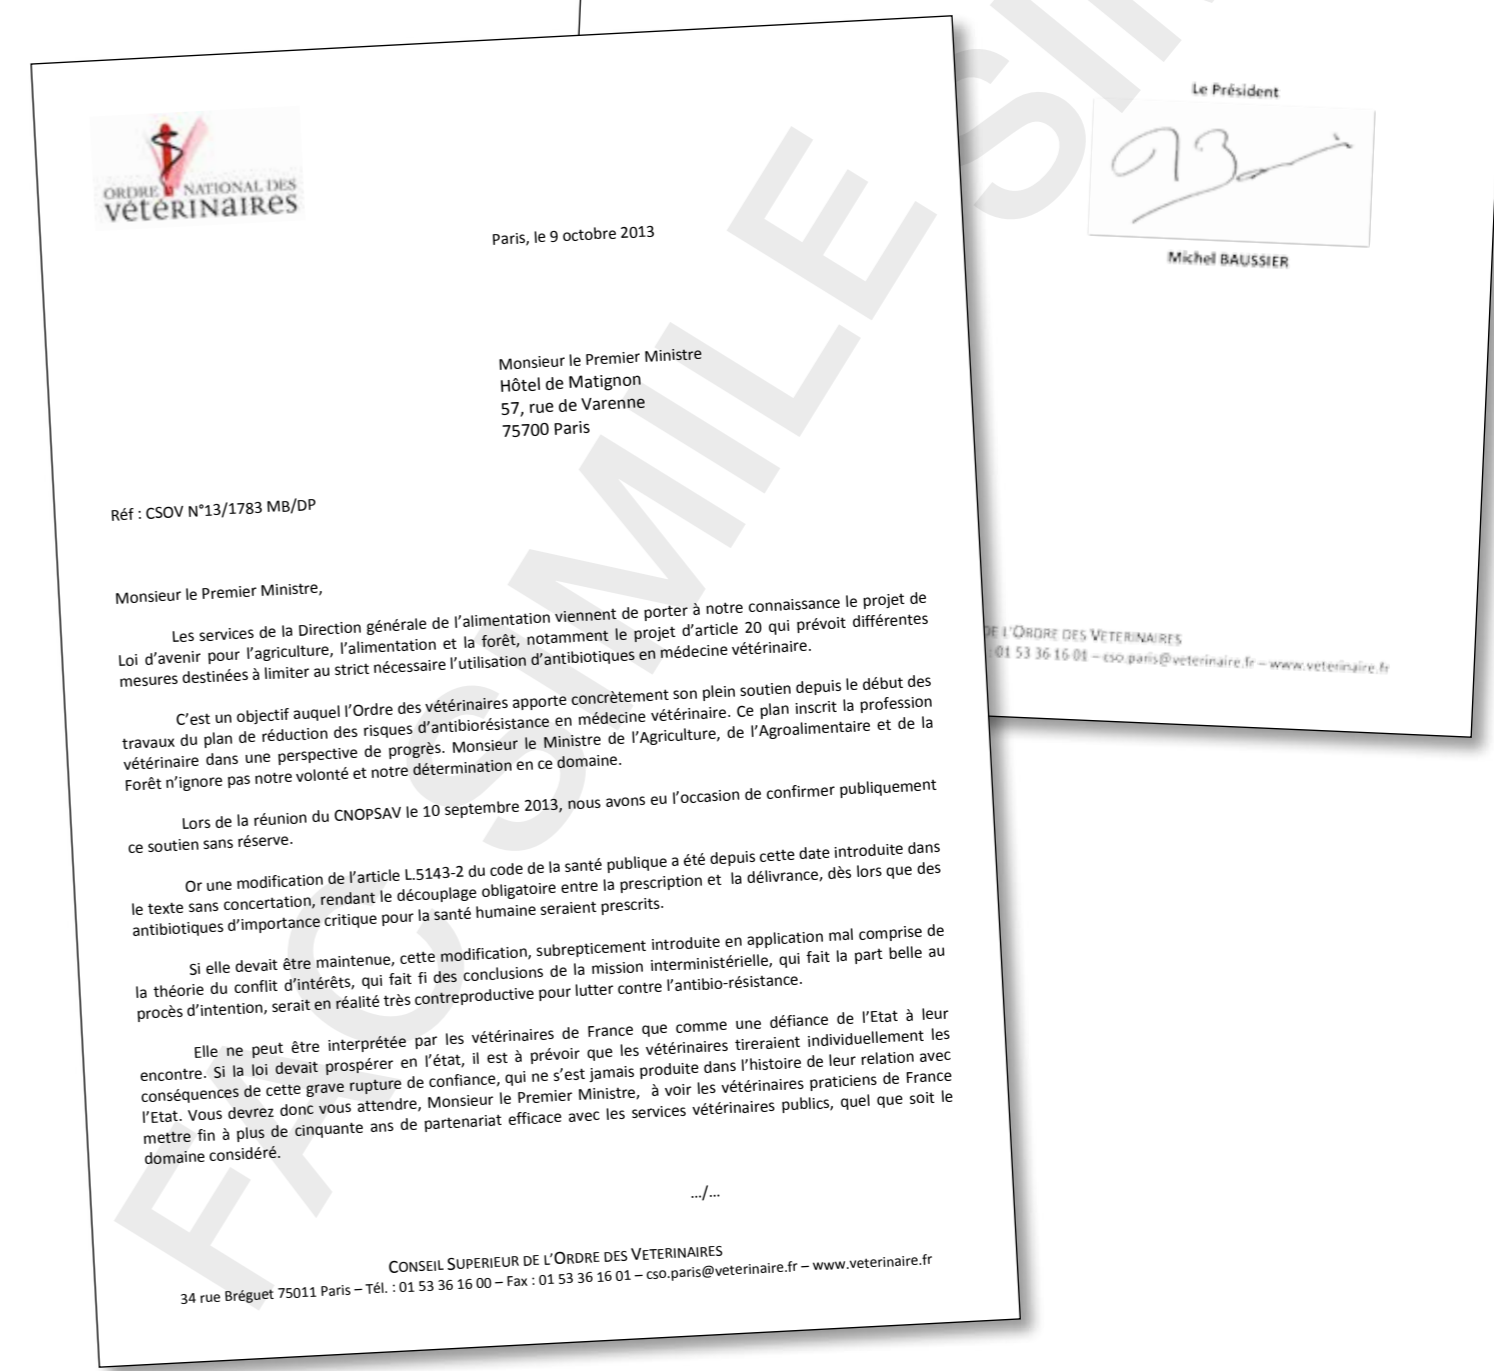 ORDRE NATIONAL DES
vétérinaires
Paris, le 9 octobre 2013
Monsieur le Premier Ministre
Hôtel de Matignon
57, rue de Varenne
75700 Paris
Réf : CSOV N°13/1783 MB/DP
Monsieur le Premier Ministre,
Les services de la Direction générale de l’alimentation viennent de porter à notre connaissance le projet de
Loi d’avenir pour l’agriculture, l’alimentation et la forêt, notamment le projet d’article 20 qui prévoit différentes
mesures destinées à limiter au strict nécessaire l’utilisation d’antibiotiques en médecine vétérinaire.
C’est un objectif auquel l’Ordre des vétérinaires apporte concrètement son plein soutien depuis le début des
travaux du plan de réduction des risques d’antibiorésistance en médecine vétérinaire. Ce plan inscrit la profession
vétérinaire dans une perspective de progrès. Monsieur le Ministre de l’Agriculture, de l’Agroalimentaire et de la
Forêt n’ignore pas notre volonté et notre détermination en ce domaine.
Lors de la réunion du CNOPSAV le 10 septembre 2013, nous avons eu l’occasion de confirmer publiquement
ce soutien sans réserve.
Or une modification de l’article L.5143-2 du code de la santé publique a été depuis cette date introduite dans
le texte sans concertation, rendant le découplage obligatoire entre la prescription et la délivrance, dès lors que des
antibiotiques d’importance critique pour la santé humaine seraient prescrits.
Si elle devait être maintenue, cette modification, subrepticement introduite en application mal comprise de
la théorie du conflit d’intérêts, qui fait fi des conclusions de la mission interministérielle, qui fait la part belle au
procès d’intention, serait en réalité très contreproductive pour lutter contre l’antibio-résistance.
Elle ne peut être interprétée par les vétérinaires de France que comme une défiance de l’Etat à leur
encontre. Si la loi devait prospérer en l’état, il est à prévoir que les vétérinaires tireraient individuellement les
conséquences de cette grave rupture de confiance, qui ne s’est jamais produite dans l’histoire de leur relation avec
l’Etat. Vous devrez donc vous attendre, Monsieur le Premier Ministre, à voir les vétérinaires praticiens de France
mettre fin à plus de cinquante ans de partenariat efficace avec les services vétérinaires publics, quel que soit le
domaine considéré.
…/…
CONSEIL SUPERIEUR DE L’ORDRE DES VETERINAIRES
34 rue Bréguet 75011 Paris – Tél. : 01 53 36 16 00 – Fax : 01 53 36 16 01 – cso.paris@veterinaire.fr – www.veterinaire.fr
Le Président
Michel BAUSSIER
DE L’ORDRE DES VETERINAIRES
: 01 53 36 16 01 – cso.paris@veterinaire.fr – www.veterinaire.fr
FAC SIMILE
SIM